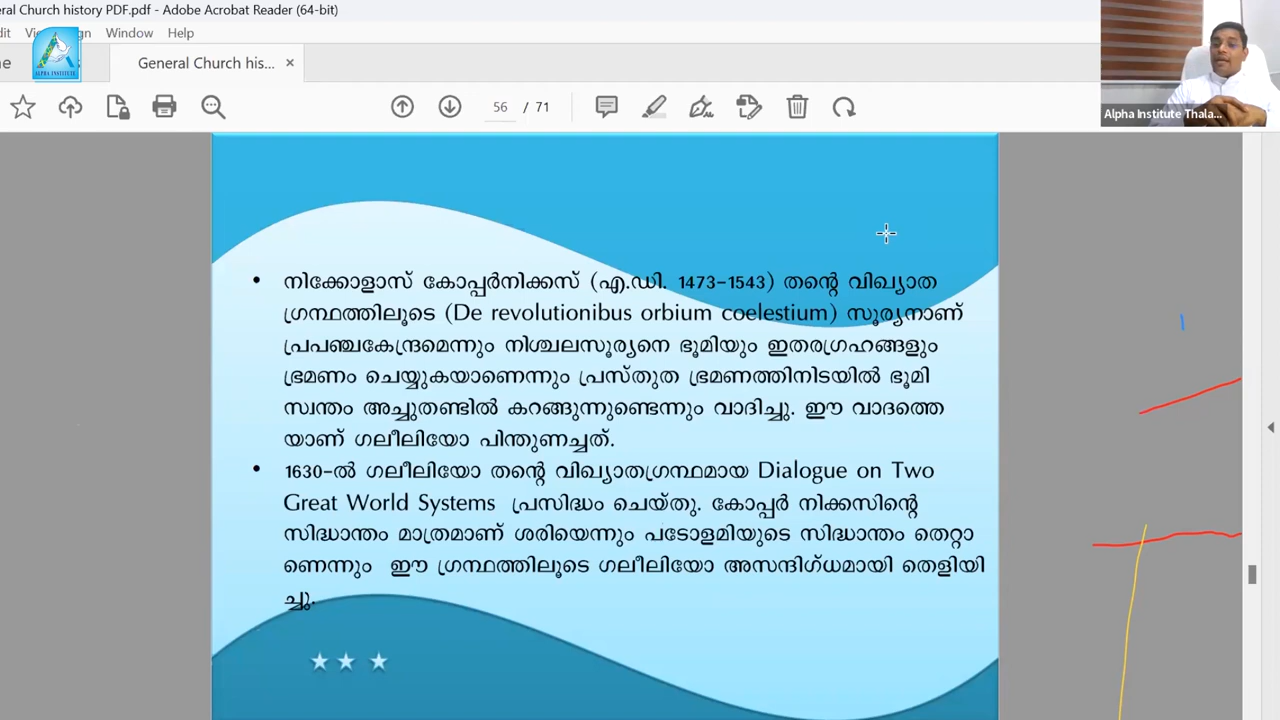 eral Church history PDF.pdf - Adobe Acrobat Reader (64-bit)
Window Help
ALPHA INSTITUTE
General Church his... ×
56 / 71
Alpha Institute Thala...
• നിക്കോളാസ് കോപ്പർനിക്കസ് (എ.ഡി. 1473-1543) തന്റെ വിഖ്യാത
ഗ്രന്ഥത്തിലൂടെ (De revolutionibus orbium coelestium) സൂര്യനാണ്
പ്രപഞ്ചകേന്ദ്രമെന്നും നിശ്ചലസൂര്യനെ ഭൂമിയും ഇതരഗ്രഹങ്ങളും
ഭ്രമണം ചെയ്യുകയാണെന്നും പ്രസ്തുത ഭ്രമണത്തിനിടയിൽ ഭൂമി
സ്വന്തം അച്ചുതണ്ടിൽ കറങ്ങുന്നുണ്ടെന്നും വാദിച്ചു. ഈ വാദത്തെ
യാണ് ഗലീലിയോ പിന്തുണച്ചത്.
• 1630-ൽ ഗലീലിയോ തന്റെ വിഖ്യാതഗ്രന്ഥമായ Dialogue on Two
Great World Systems പ്രസിദ്ധം ചെയ്തു. കോപ്പർ നിക്കസിന്റെ
സിദ്ധാന്തം മാത്രമാണ് ശരിയെന്നും പടോളമിയുടെ സിദ്ധാന്തം തെറ്റാ
ണെന്നും ഈ ഗ്രന്ഥത്തിലൂടെ ഗലീലിയോ അസന്ദിഗ്ധമായി തെളിയി
ച്ചു.